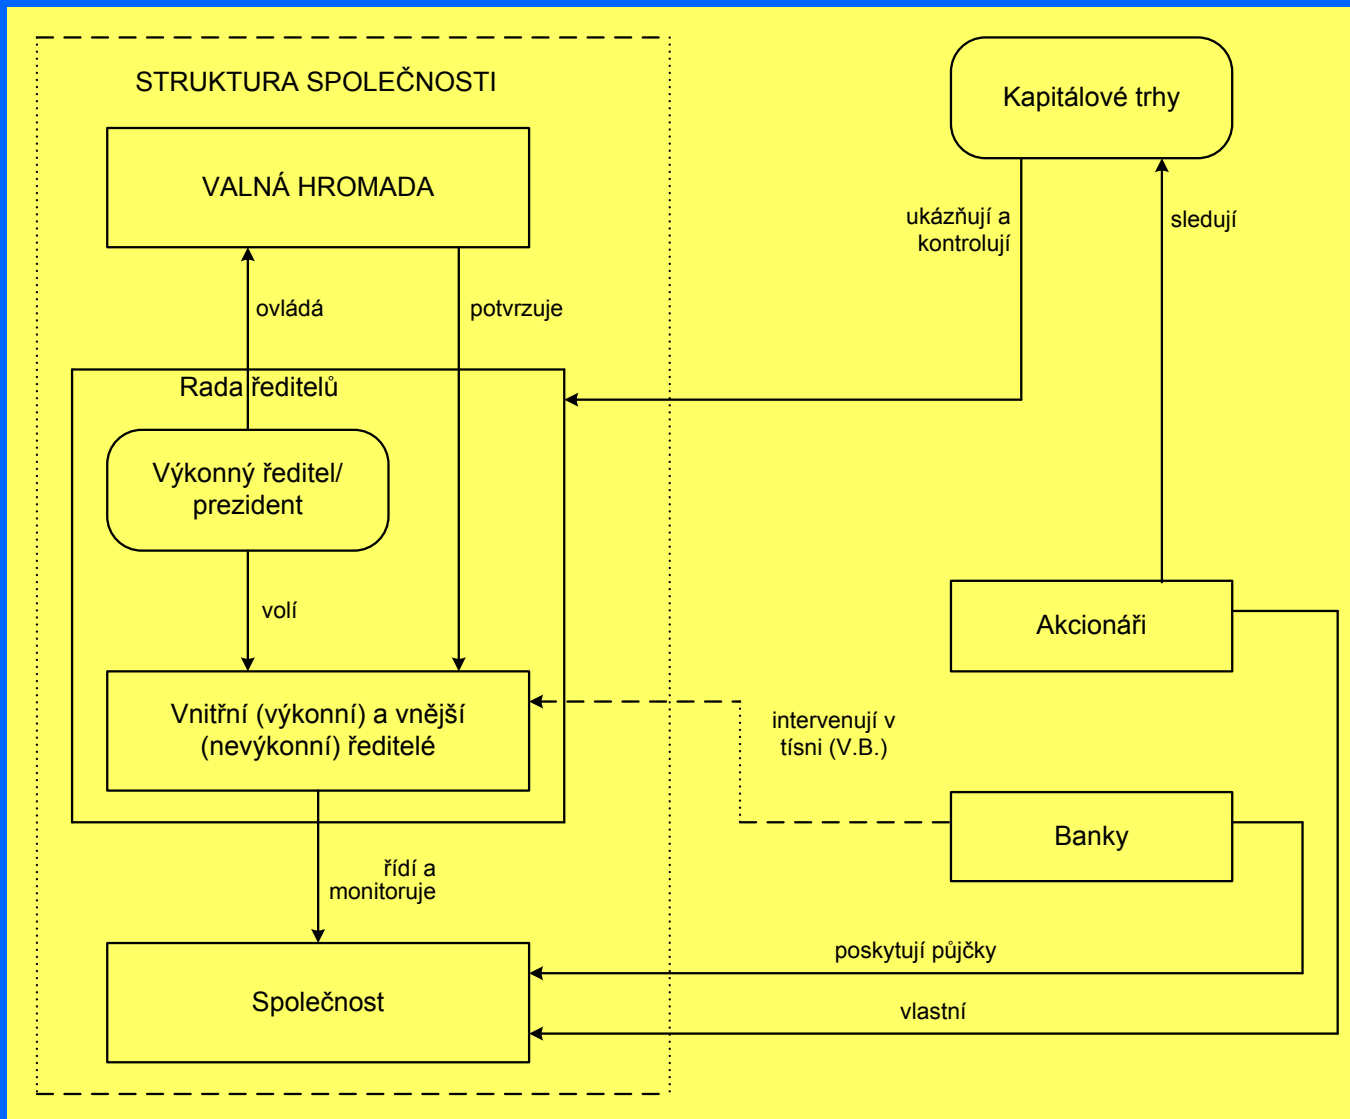 STRUKTURA SPOLEČNOSTI
Kapitálové trhy
VALNÁ HROMADA
ukázňují a
kontrolují
sledují
ovládá
potvrzuje
Rada ředitelů
Výkonný ředitel/
prezident
volí
Akcionáři
Vnitřní (výkonní) a vnější
(nevýkonní) ředitelé
intervenují v
tísni (V.B.)
Banky
řídí a
monitoruje
poskytují půjčky
Společnost
vlastní